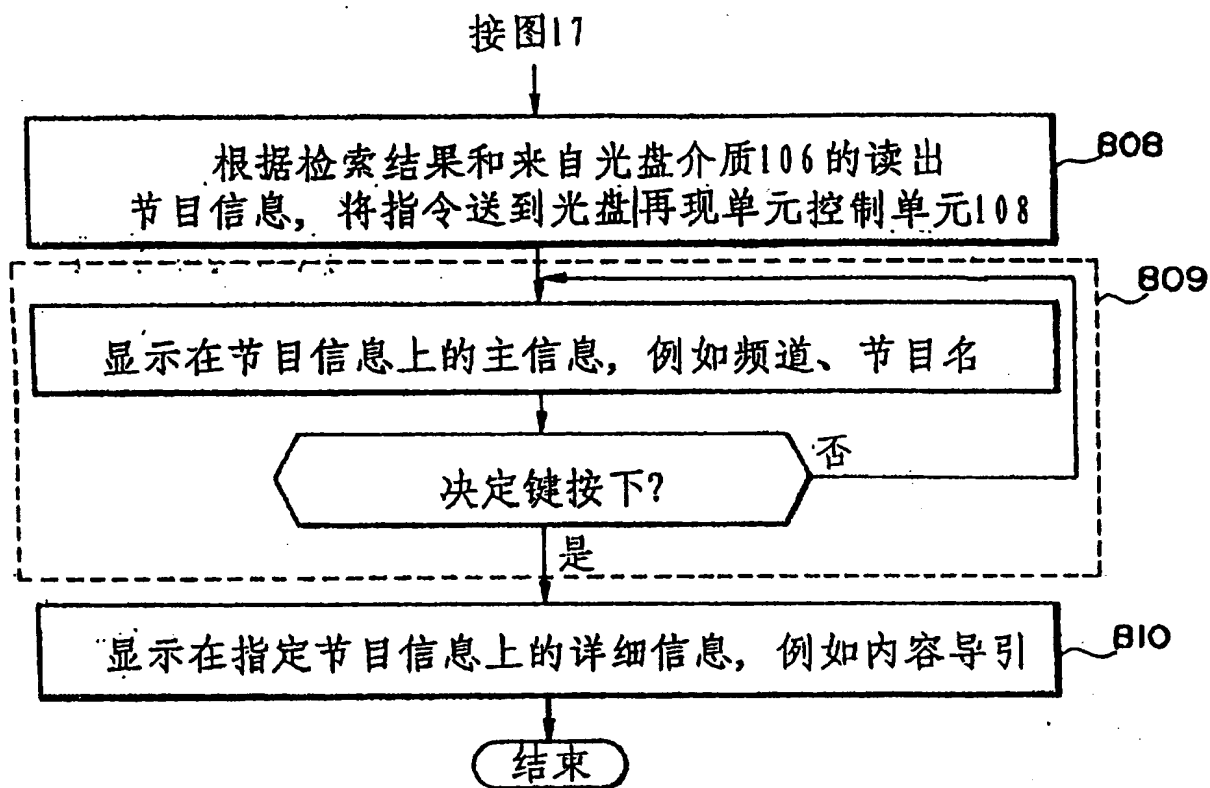 接图17
根据检索结果和来自光盘介质106的读出
节目信息, 将指令送到光盘再现单元控制单元108
808
809
显示在节目信息上的主信息, 例如频道、节目名
决定键按下?
否
是
显示在指定节目信息上的详细信息, 例如内容导引
810
结束